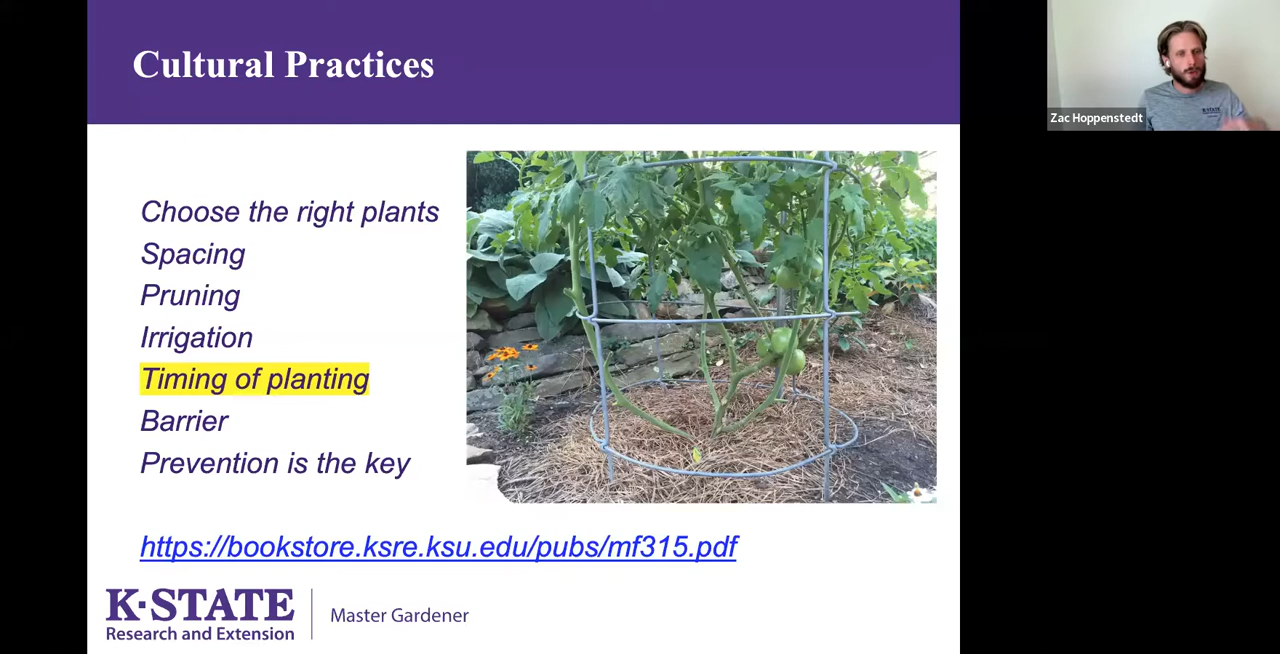 Cultural Practices
Zac Hoppenstedt
Choose the right plants
Spacing
Pruning
Irrigation
Timing of planting
Barrier
Prevention is the key
https://bookstore.ksre.ksu.edu/pubs/mf315.pdf
K-STATE
Research and Extension
Master Gardener